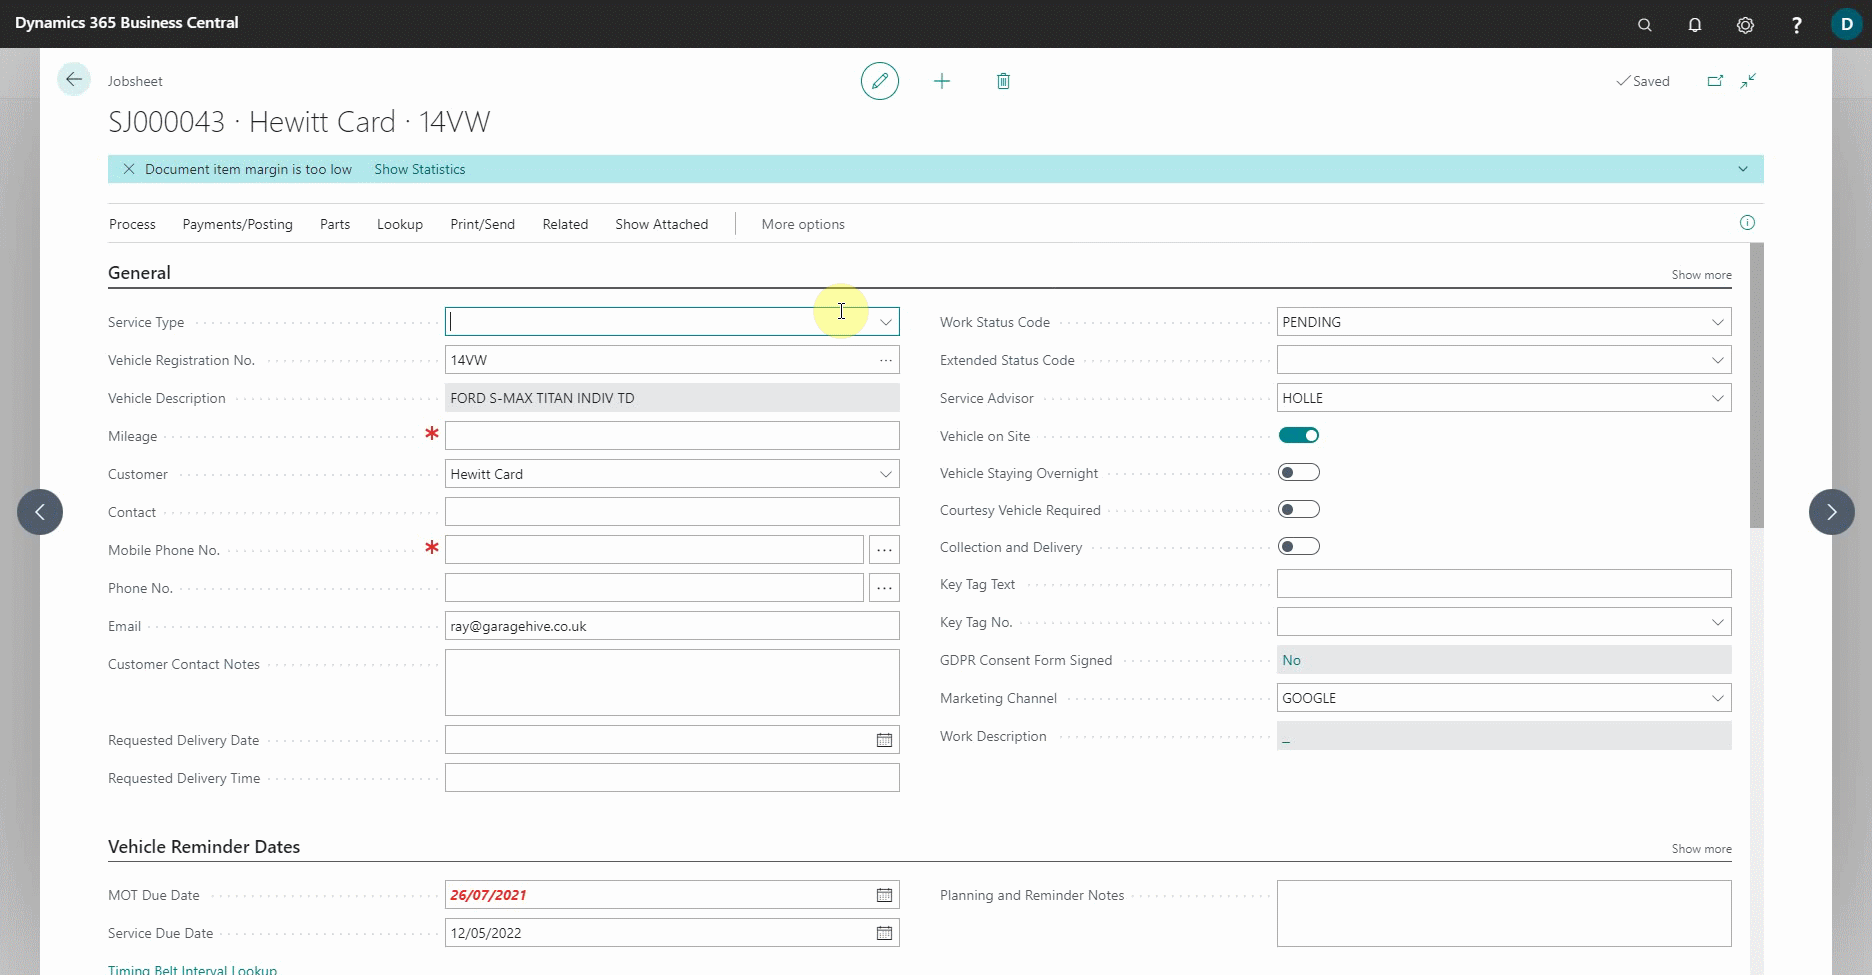 Dynamics 365 Business Central
?
D
Jobsheet
Saved
SJ000043 · Hewitt Card · 14VW
Document item margin is too low Show Statistics
Process Payments/Posting Parts Lookup Print/Send Related Show Attached More options
General
Show more
Service Type
Vehicle Registration No. 14VW
Vehicle Description FORD S-MAX TITAN INDIV TD
Mileage *
Customer Hewitt Card
Contact
Mobile Phone No. * ...
Phone No. ...
Email ray@garagehive.co.uk
Customer Contact Notes
Requested Delivery Date
Requested Delivery Time
Work Status Code PENDING
Extended Status Code
Service Advisor HOLLE
Vehicle on Site
Vehicle Staying Overnight
Courtesy Vehicle Required
Collection and Delivery
Key Tag Text
Key Tag No.
GDPR Consent Form Signed No
Marketing Channel GOOGLE
Work Description _
Vehicle Reminder Dates
Show more
MOT Due Date 26/07/2021
Service Due Date 12/05/2022
Timing Belt Interval Lookup
Planning and Reminder Notes